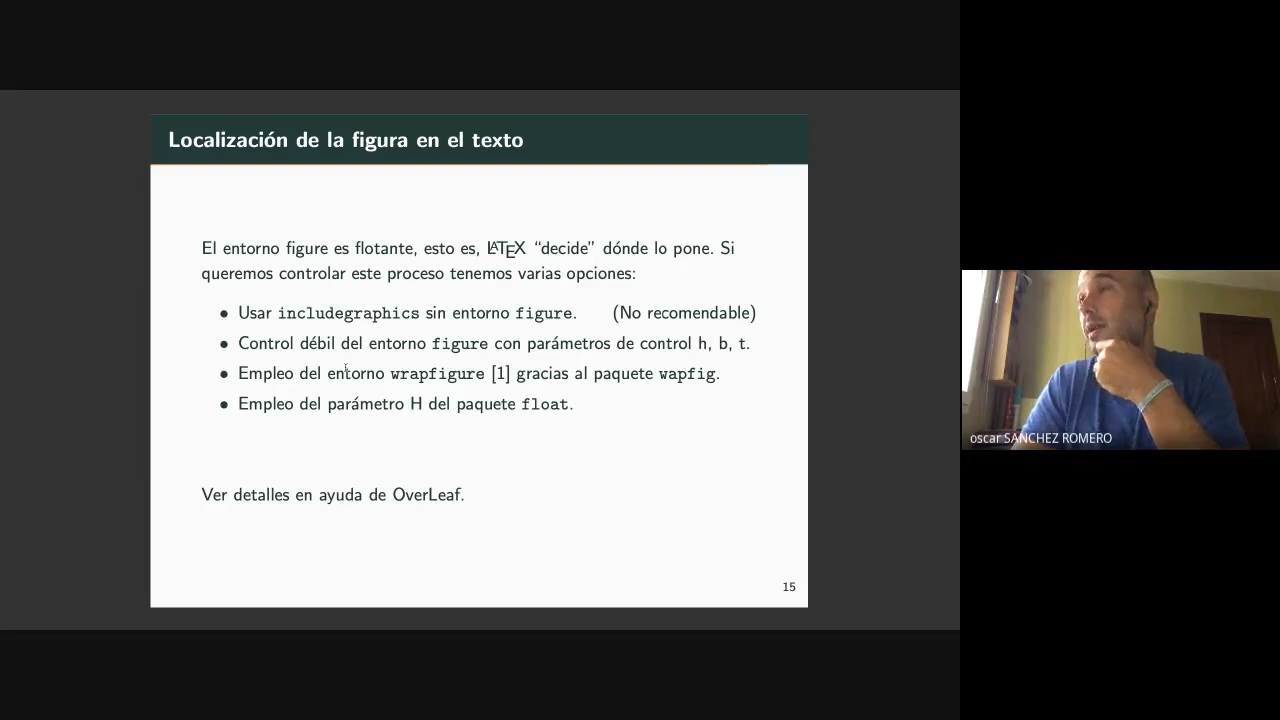 Localización de la figura en el texto
El entorno figure es flotante, esto es, LATEX “decide” dónde lo pone. Si
queremos controlar este proceso tenemos varias opciones:
• Usar includegraphics sin entorno figure. (No recomendable)
• Control débil del entorno figure con parámetros de control h, b, t.
• Empleo del entorno wrapfigure [1] gracias al paquete wapfig.
• Empleo del parámetro H del paquete float.
Ver detalles en ayuda de OverLeaf.
15
oscar SANCHEZ ROMERO